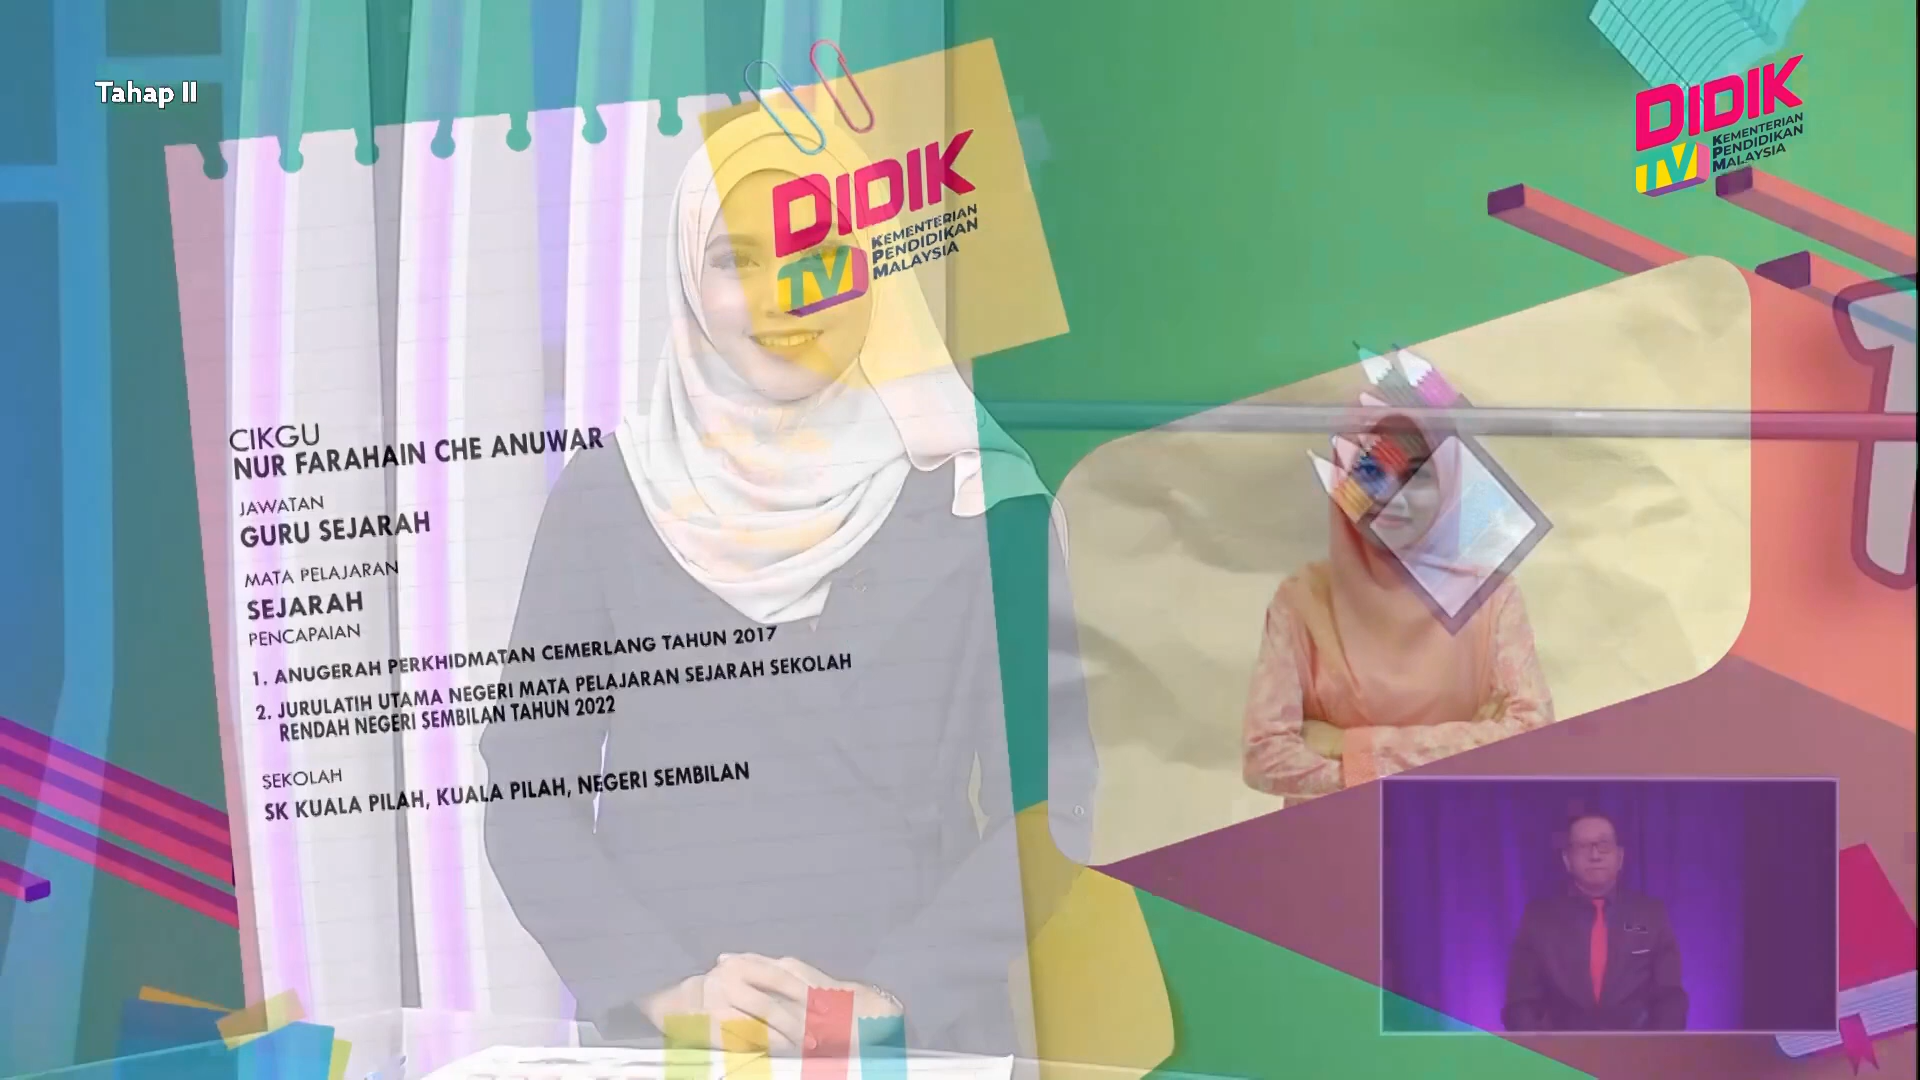 Tahap II
DIDIK
TV
KEMENTERIAN
PENDIDIKAN
MALAYSIA
DIDIK
TV
KEMENTERIAN
PENDIDIKAN
MALAYSIA
CIKGU
NUR FARAHAIN CHE ANUWAR
JAWATAN
GURU SEJARAH
MATA PELAJARAN
SEJARAH
PENCAPAIAN
1. ANUGERAH PERKHIDMATAN CEMERLANG TAHUN 2017
2. JURULATIH UTAMA NEGERI MATA PELAJARAN SEJARAH SEKOLAH
RENDAH NEGERI SEMBILAN TAHUN 2022
SEKOLAH
SK KUALA PILAH, KUALA PILAH, NEGERI SEMBILAN